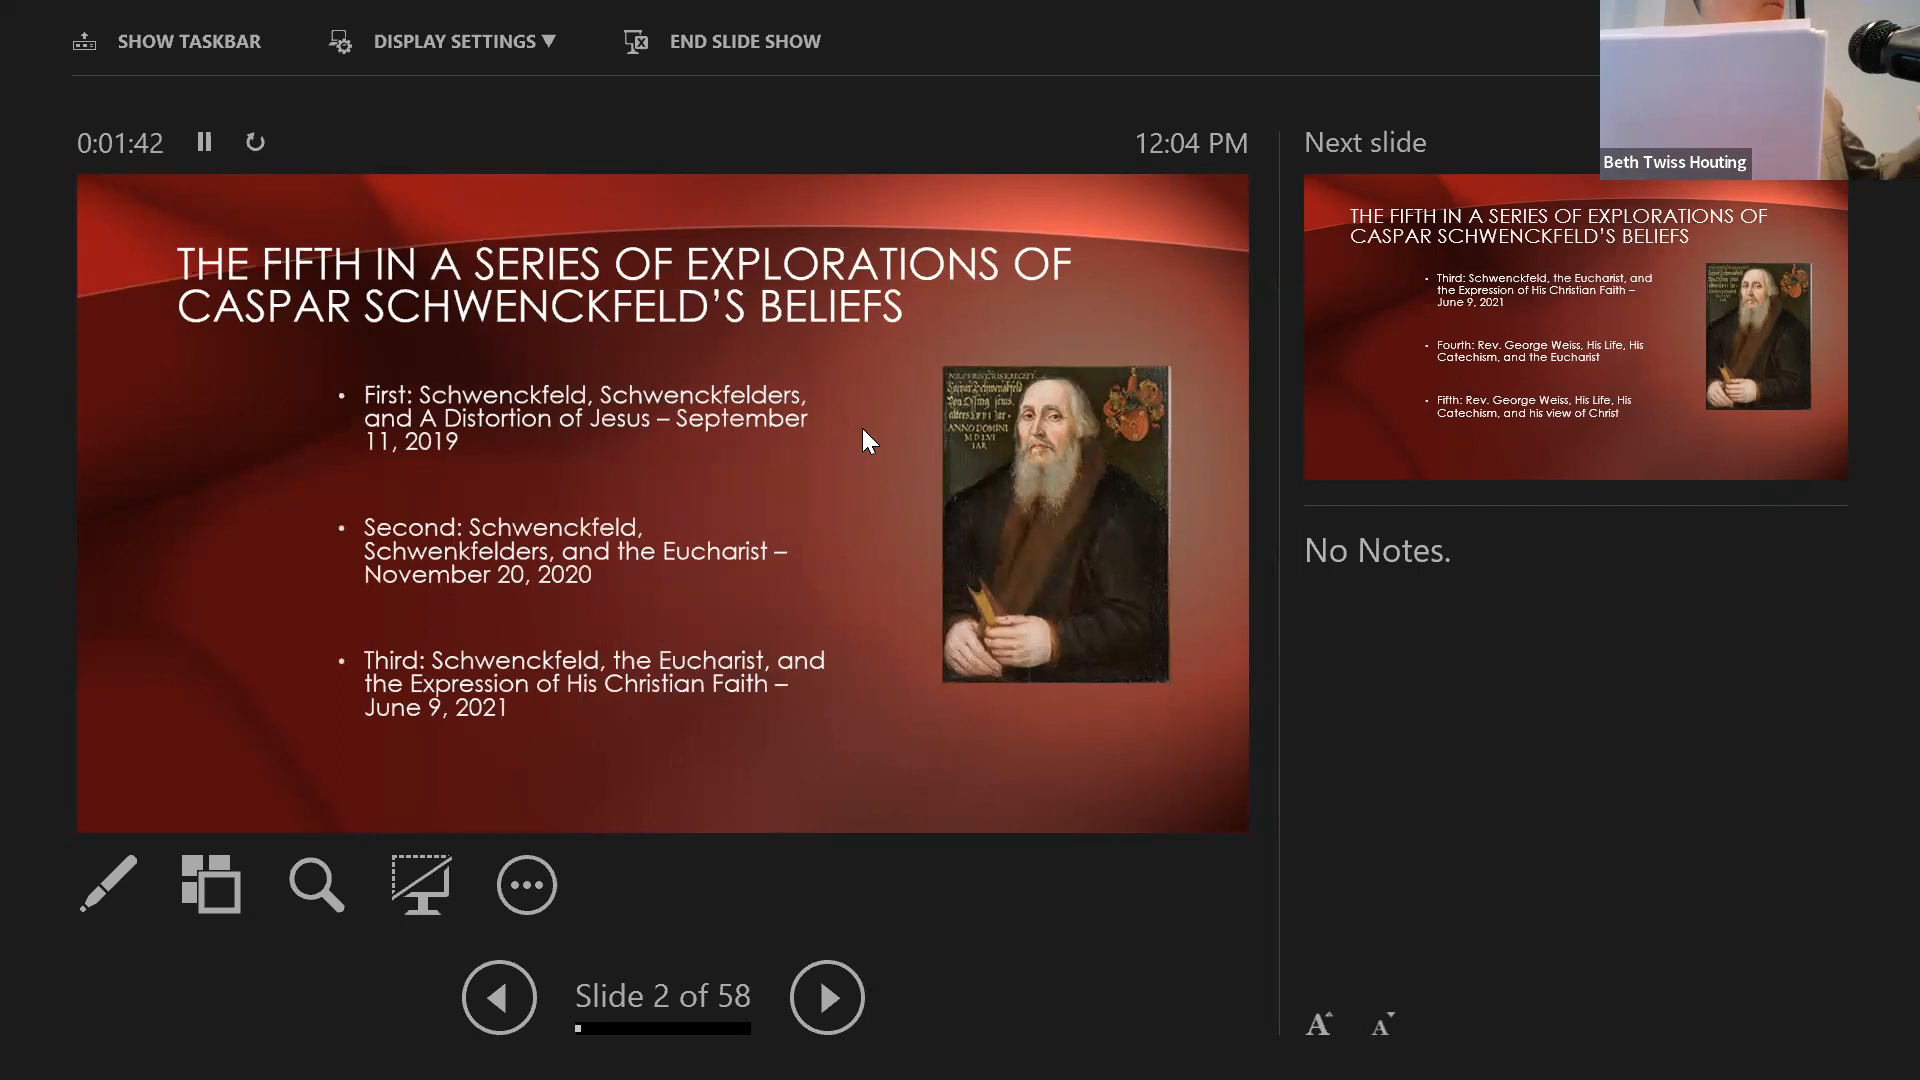 SHOW TASKBAR
DISPLAY SETTINGS ▼
END SLIDE SHOW
Beth Twiss Houting
0:01:42
12:04 PM
Next slide
THE FIFTH IN A SERIES OF EXPLORATIONS OF
CASPAR SCHWENCKFELD’S BELIEFS
• First: Schwenckfeld, Schwenckfelders,
and A Distortion of Jesus – September
11, 2019
• Second: Schwenckfeld,
Schwenkfelders, and the Eucharist –
November 20, 2020
• Third: Schwenckfeld, the Eucharist, and
the Expression of His Christian Faith –
June 9, 2021
ANNO DOMINI
M D LVI
IAR
THE FIFTH IN A SERIES OF EXPLORATIONS OF
CASPAR SCHWENCKFELD’S BELIEFS
• Third: Schwenckfeld, the Eucharist, and
the Expression of His Christian Faith –
June 9, 2021
• Fourth: Rev. George Weiss, His Life, His
Catechism, and the Eucharist
• Fifth: Rev. George Weiss, His Life, His
Catechism, and his view of Christ
No Notes.
Slide 2 of 58
A A